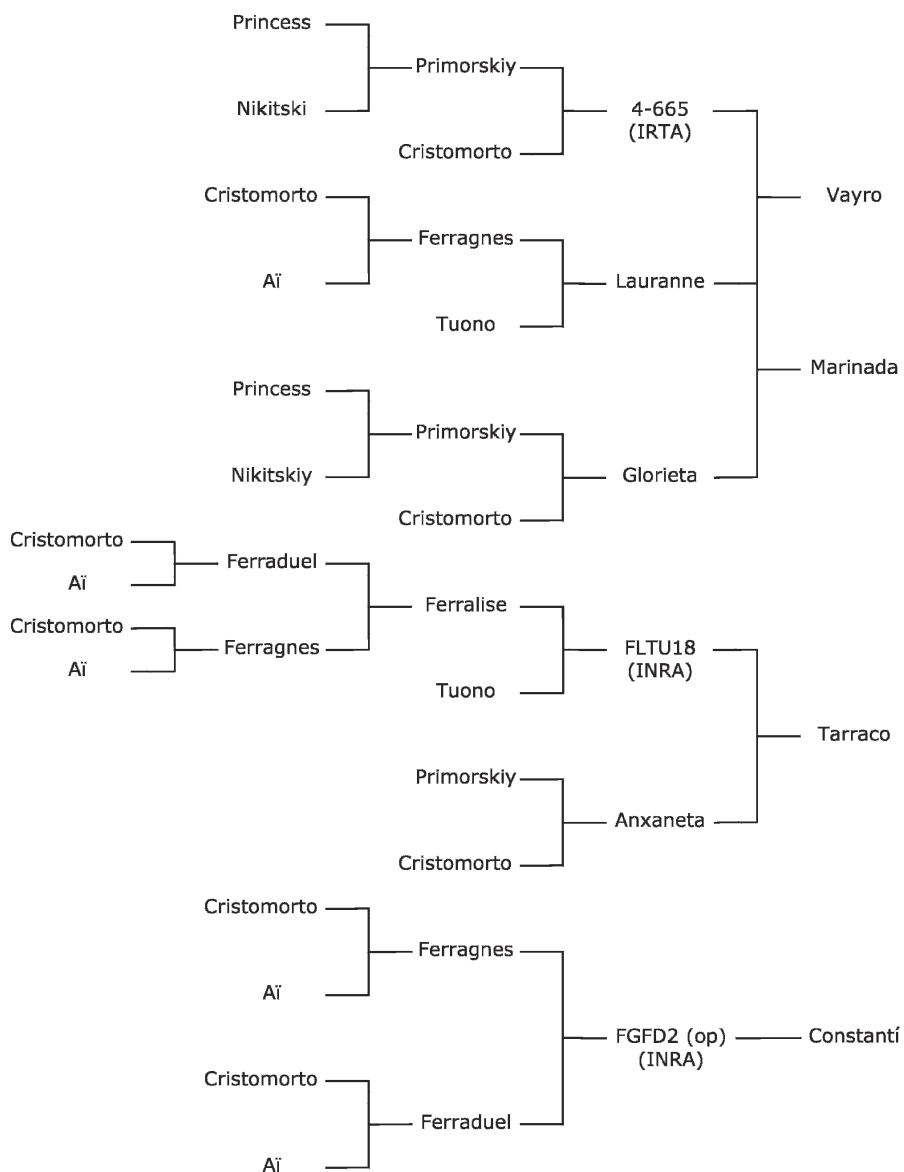 Princess
Primorskiy
Nikitski
4-665
(IRTA)
Cristomorto
Cristomorto
Vayro
Ferragnes
Aï
Lauranne
Tuono
Marinada
Princess
Primorskiy
Nikitskiy
Glorieta
Cristomorto
Cristomorto
Ferraduel
Aï
Ferralise
Cristomorto
Ferragnes
Aï
FLTU18
(INRA)
Tuono
Tarraco
Primorskiy
Anxaneta
Cristomorto
Cristomorto
Ferragnes
Aï
FGFD2 (op)
(INRA)
Constantí
Cristomorto
Ferraduel
Aï